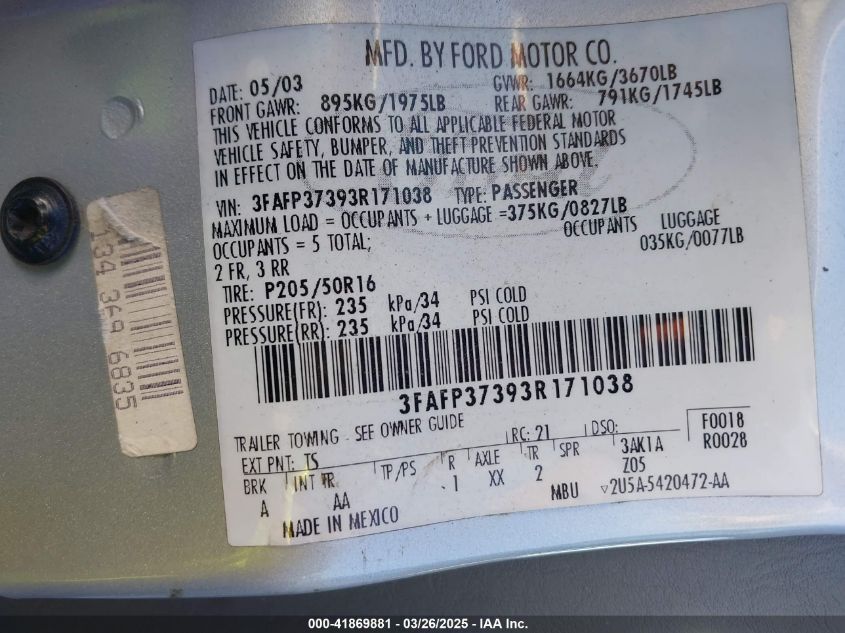 MFD. BY FORD MOTOR CO.
DATE: 05/03 GVWR: 1664KG/3670LB
FRONT GAWR: 895KG/1975LB REAR GAWR: 791KG/1745LB
THIS VEHICLE CONFORMS TO ALL APPLICABLE FEDERAL MOTOR
VEHICLE SAFETY, BUMPER, AND THEFT PREVENTION STANDARDS
IN EFFECT ON THE DATE OF MANUFACTURE SHOWN ABOVE.
VIN: 3FAFP37393R171038 TYPE: PASSENGER
MAXIMUM LOAD = OCCUPANTS + LUGGAGE =375KG/0827LB
OCCUPANTS = 5 TOTAL; OCCUPANTS LUGGAGE
2 FR, 3 RR 035KG/0077LB
TIRE: P205/50R16
PRESSURE(FR): 235 kPa/34 PSI COLD
PRESSURE(RR): 235 kPa/34 PSI COLD
3FAFP37393R171038
TRAILER TOWING - SEE OWNER GUIDE
EXT PNT: TS RC: 21 DSO: F0018
BRK INT TR TP/PS R AXLE TR SPR 3AK1A R0028
A AA 1 XX 2 Z05
MADE IN MEXICO MBU ▽2U5A-5420472-AA
134 369 6835
000-41869881 - 03/26/2025 - IAA Inc.